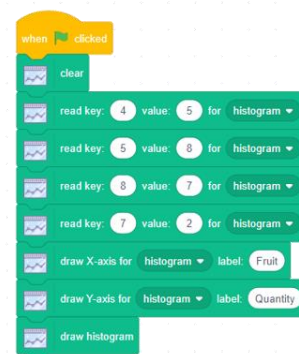 when clicked
clear
read key: 4 value: 5 for histogram
read key: 5 value: 8 for histogram
read key: 8 value: 7 for histogram
read key: 7 value: 2 for histogram
draw X-axis for histogram label: Fruit
draw Y-axis for histogram label: Quantity
draw histogram